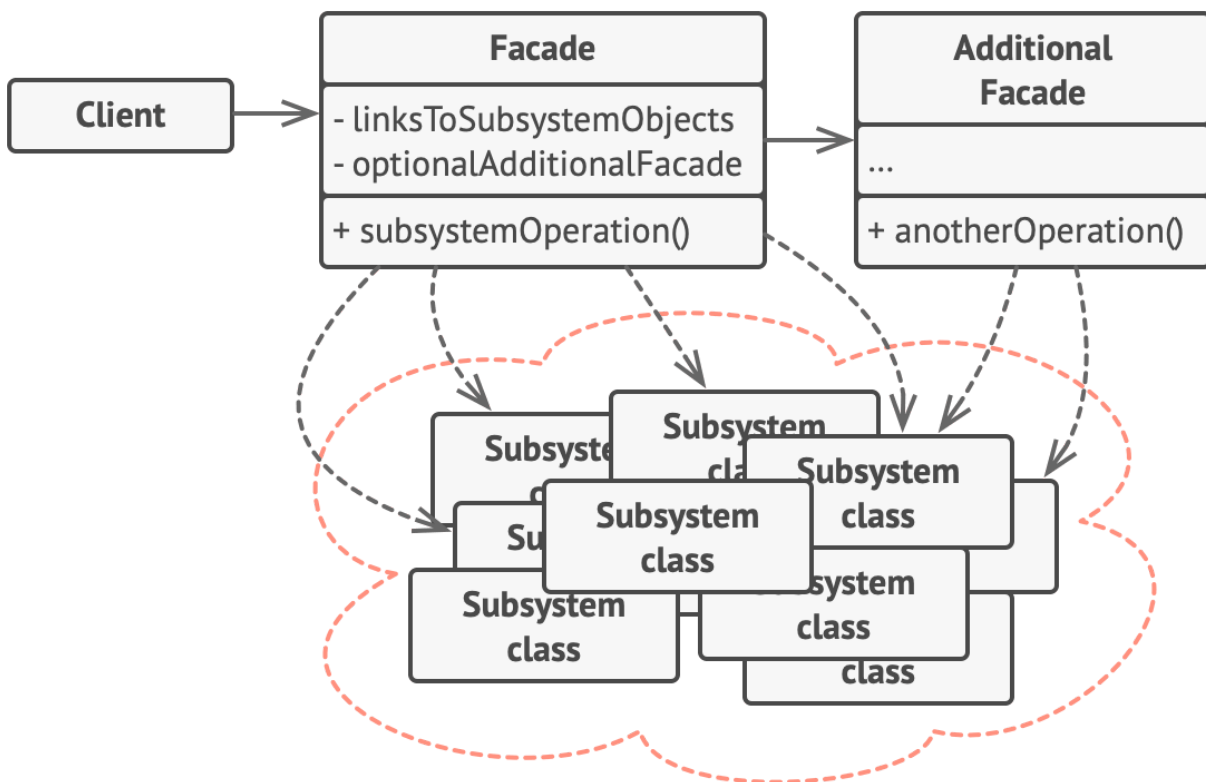 Client
Facade
- linksToSubsystemObjects
- optionalAdditionalFacade
+ subsystemOperation()
Additional
Facade
...
+ anotherOperation()
Subsystem
class
Subsystem
class
Subsystem
class
Subsystem
class
class